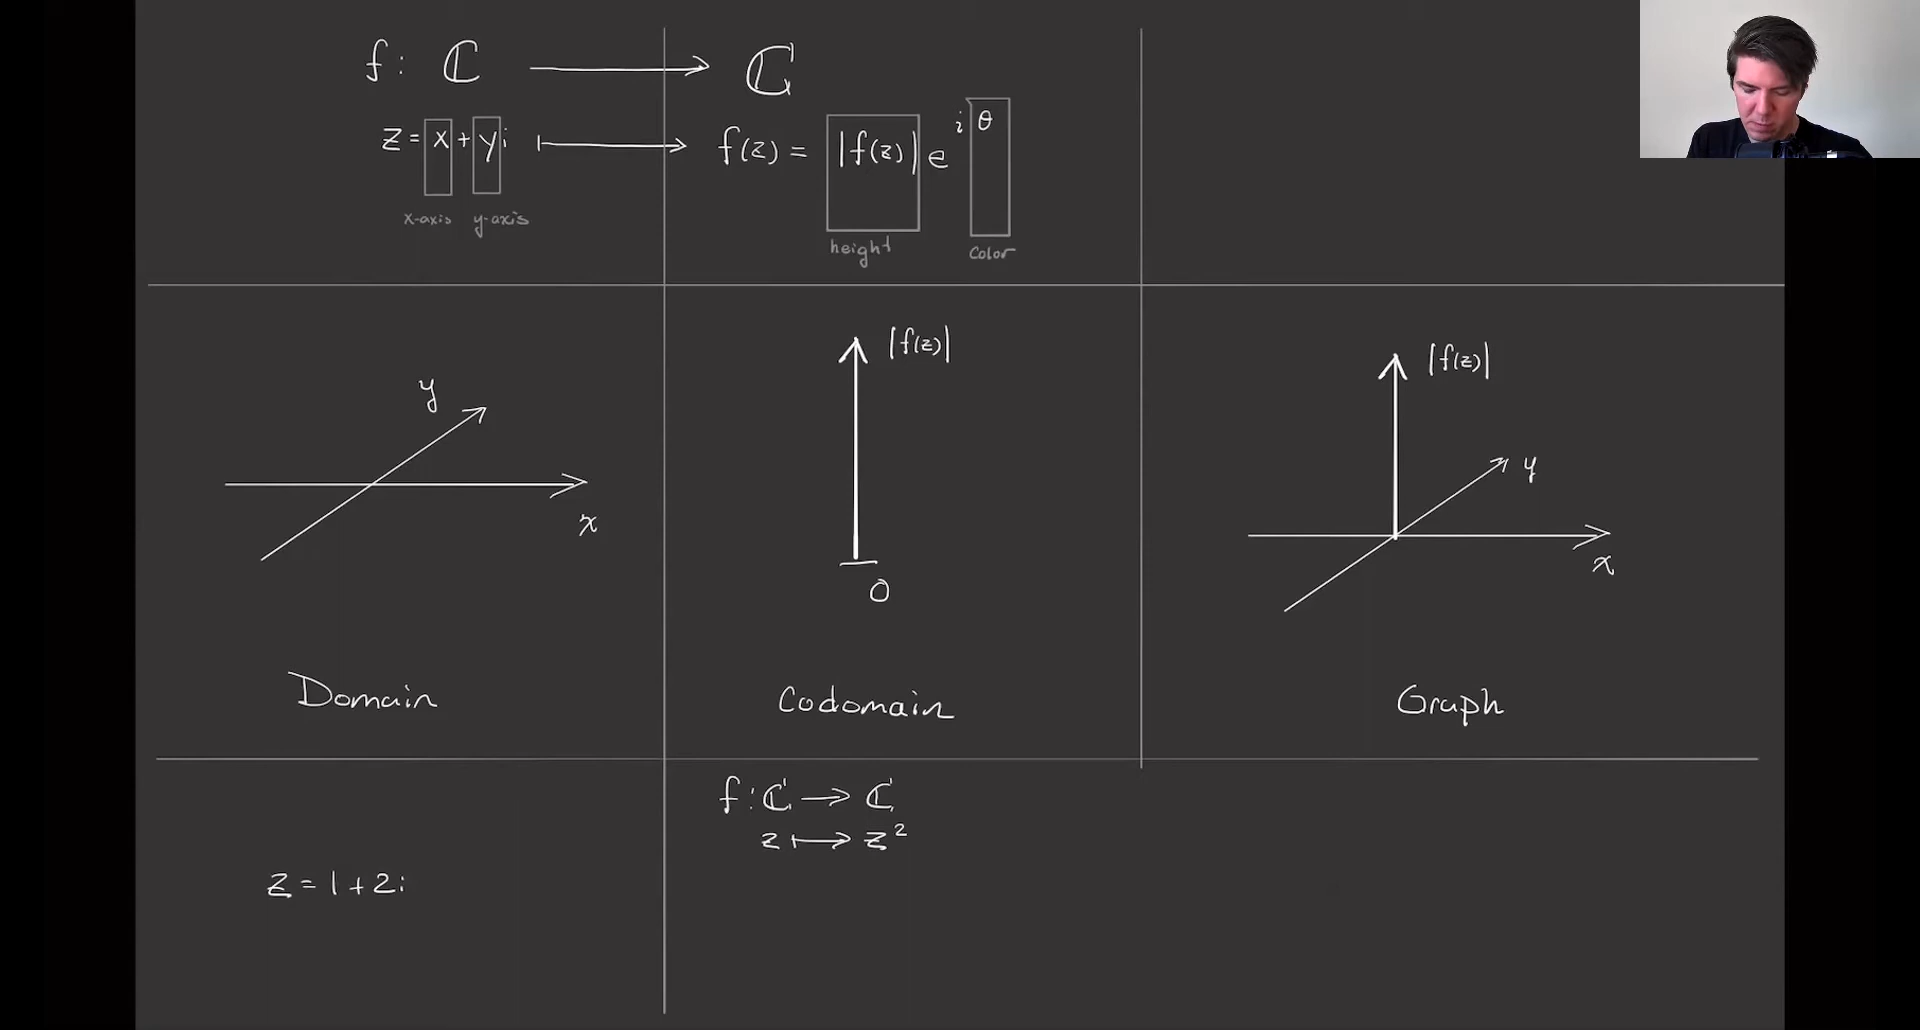 f: ℂ ⟶ ℂ
z = x + yi ⟼ f(z) = |f(z)| e^{iθ}
x-axis y-axis
height color
y
x
|f(z)|
0
|f(z)|
y
x
Domain
Codomain
Graph
f: ℂ → ℂ
z ↦ z²
z = 1 + 2i